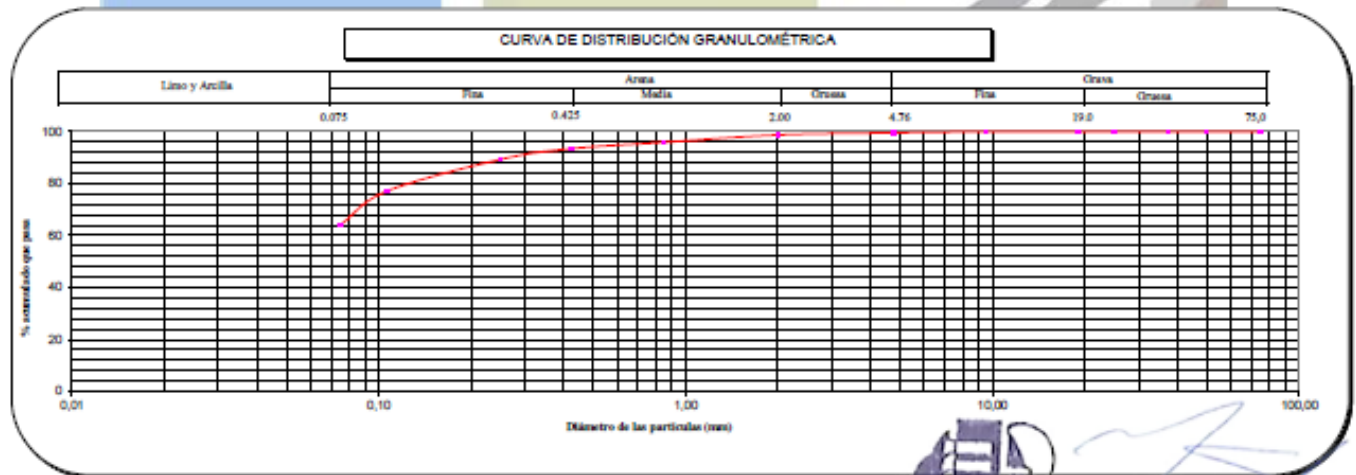 CURVA DE DISTRIBUCIÓN GRANULOMÉTRICA
Limo y Arcilla Arena Grava
Fina Media Gruesa Fina Gruesa
0.075 0.425 2.00 4.76 19.0 75,0
100
80
60
40
20
0
% acumulado que pasa
0,01 0,10 1,00 10,00 100,00
Diámetro de las partículas (mm)